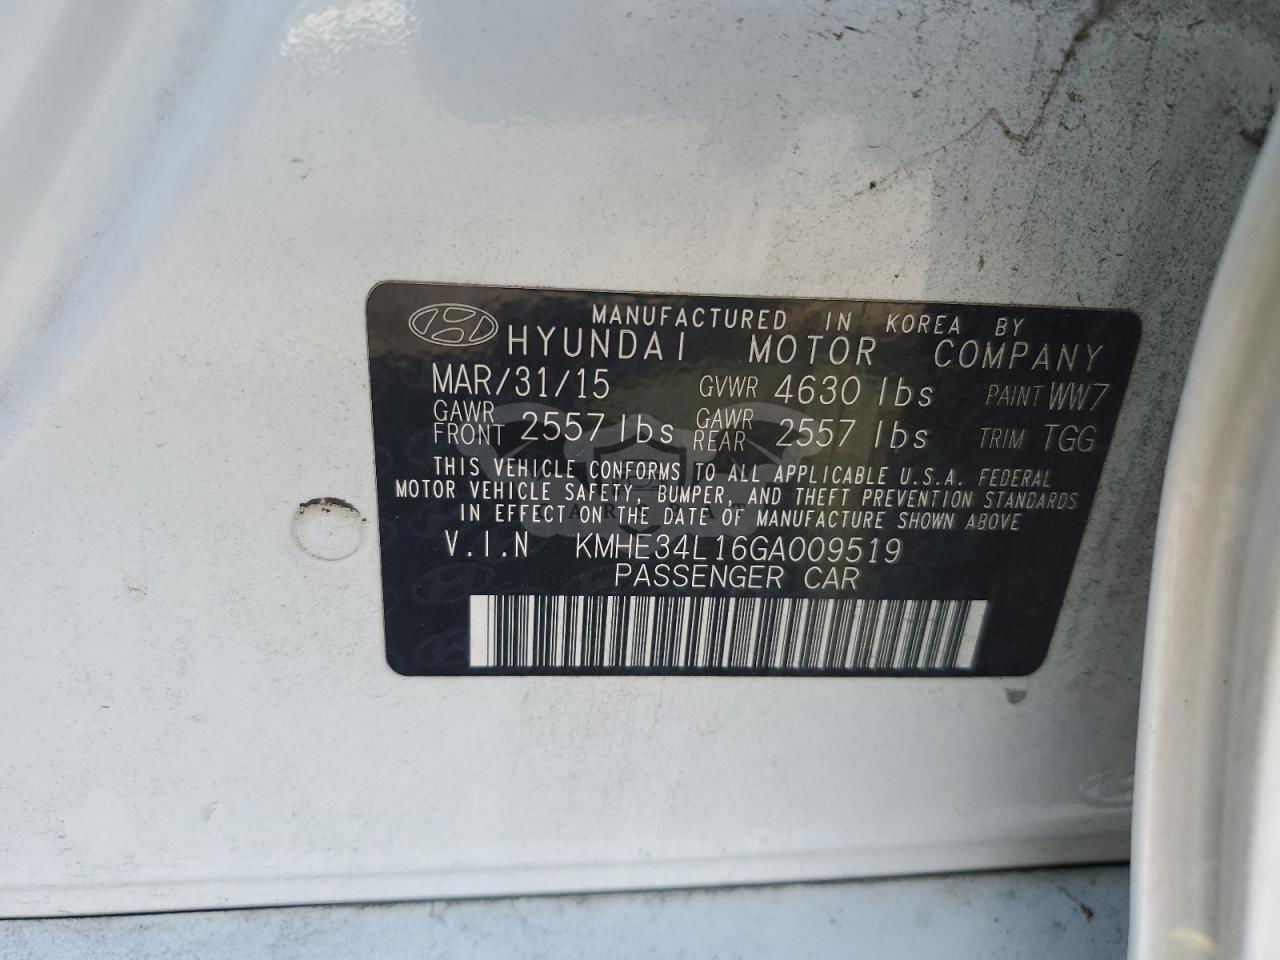 MANUFACTURED IN KOREA BY
HYUNDAI MOTOR COMPANY
MAR/31/15 GVWR 4630 lbs PAINT WW7
GAWR FRONT 2557 lbs GAWR REAR 2557 lbs TRIM TGG
THIS VEHICLE CONFORMS TO ALL APPLICABLE U.S.A. FEDERAL
MOTOR VEHICLE SAFETY, BUMPER, AND THEFT PREVENTION STANDARDS
IN EFFECT ON THE DATE OF MANUFACTURE SHOWN ABOVE
V.I.N KMHE34L16GA009519
PASSENGER CAR